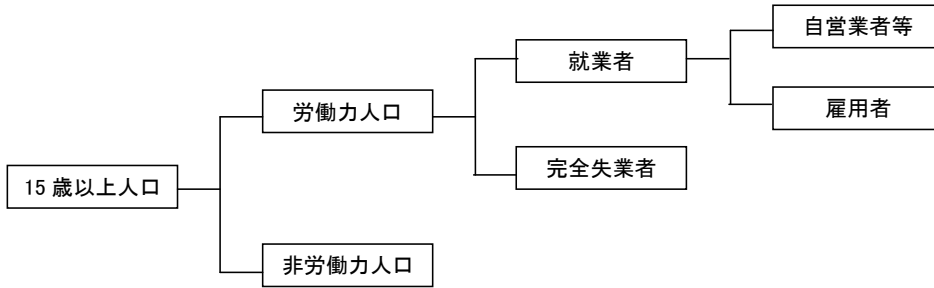 自営業者等
就業者
労働力人口
雇用者
完全失業者
15 歳以上人口
非労働力人口